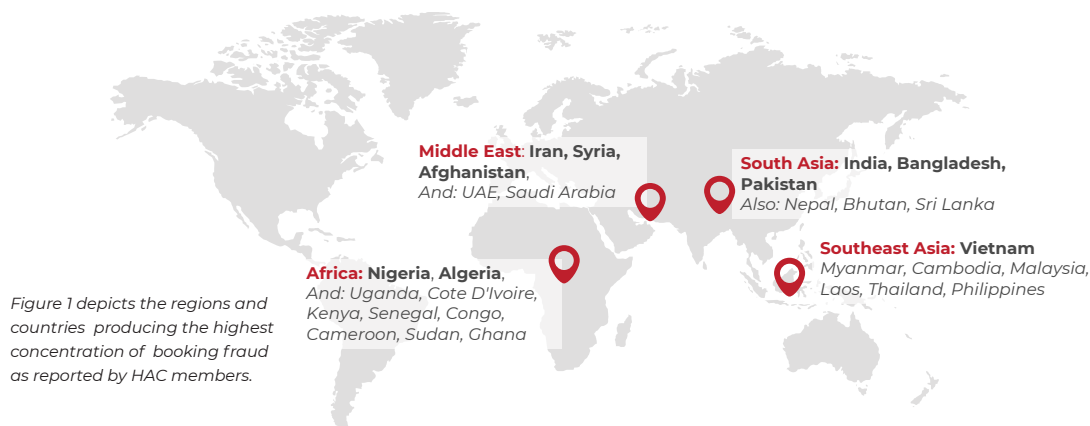 Middle East: Iran, Syria,
Afghanistan,
And: UAE, Saudi Arabia
South Asia: India, Bangladesh,
Pakistan
Also: Nepal, Bhutan, Sri Lanka
Southeast Asia: Vietnam
Myanmar, Cambodia, Malaysia,
Laos, Thailand, Philippines
Africa: Nigeria, Algeria,
And: Uganda, Cote D'Ivoire,
Kenya, Senegal, Congo,
Cameroon, Sudan, Ghana
Figure 1 depicts the regions and
countries producing the highest
concentration of booking fraud
as reported by HAC members.